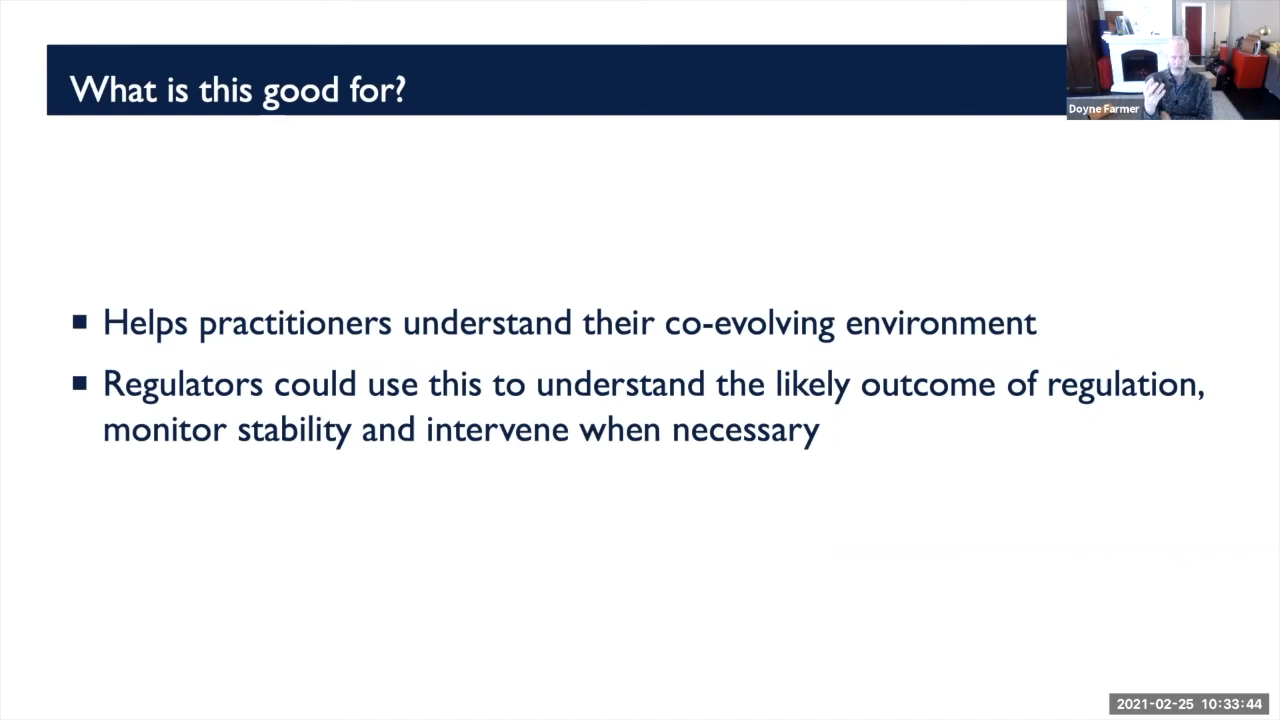 What is this good for?
Doyne Farmer
Helps practitioners understand their co-evolving environment
Regulators could use this to understand the likely outcome of regulation,
monitor stability and intervene when necessary
2021-02-25 10:33:44